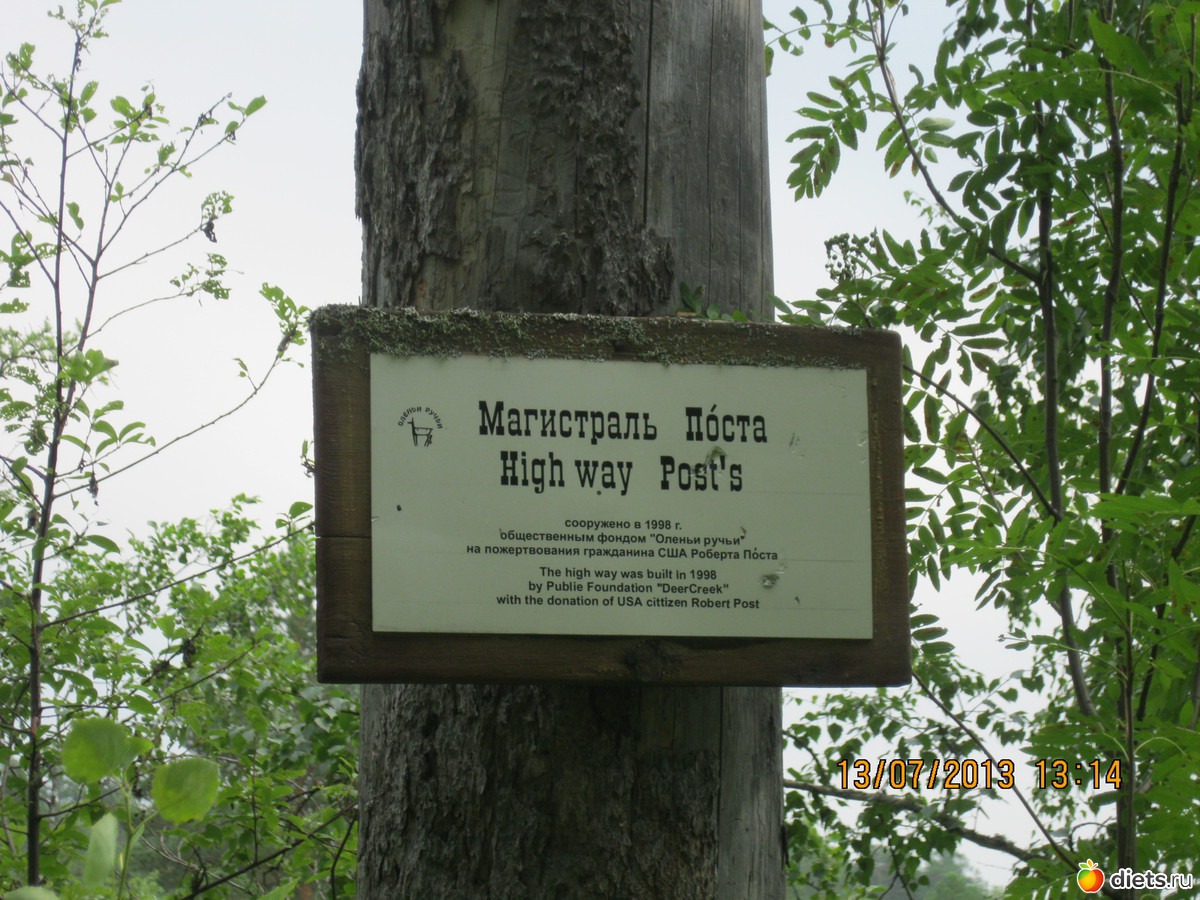 ОЛЕНЬИ РУЧЬИ
Магистраль По́ста
High way Post's
сооружено в 1998 г.
общественным фондом "Оленьи ручьи"
на пожертвования гражданина США Роберта По́ста
The high way was built in 1998
by Publie Foundation "DeerCreek"
with the donation of USA cittizen Robert Post
13/07/2013 13:14
diets.ru